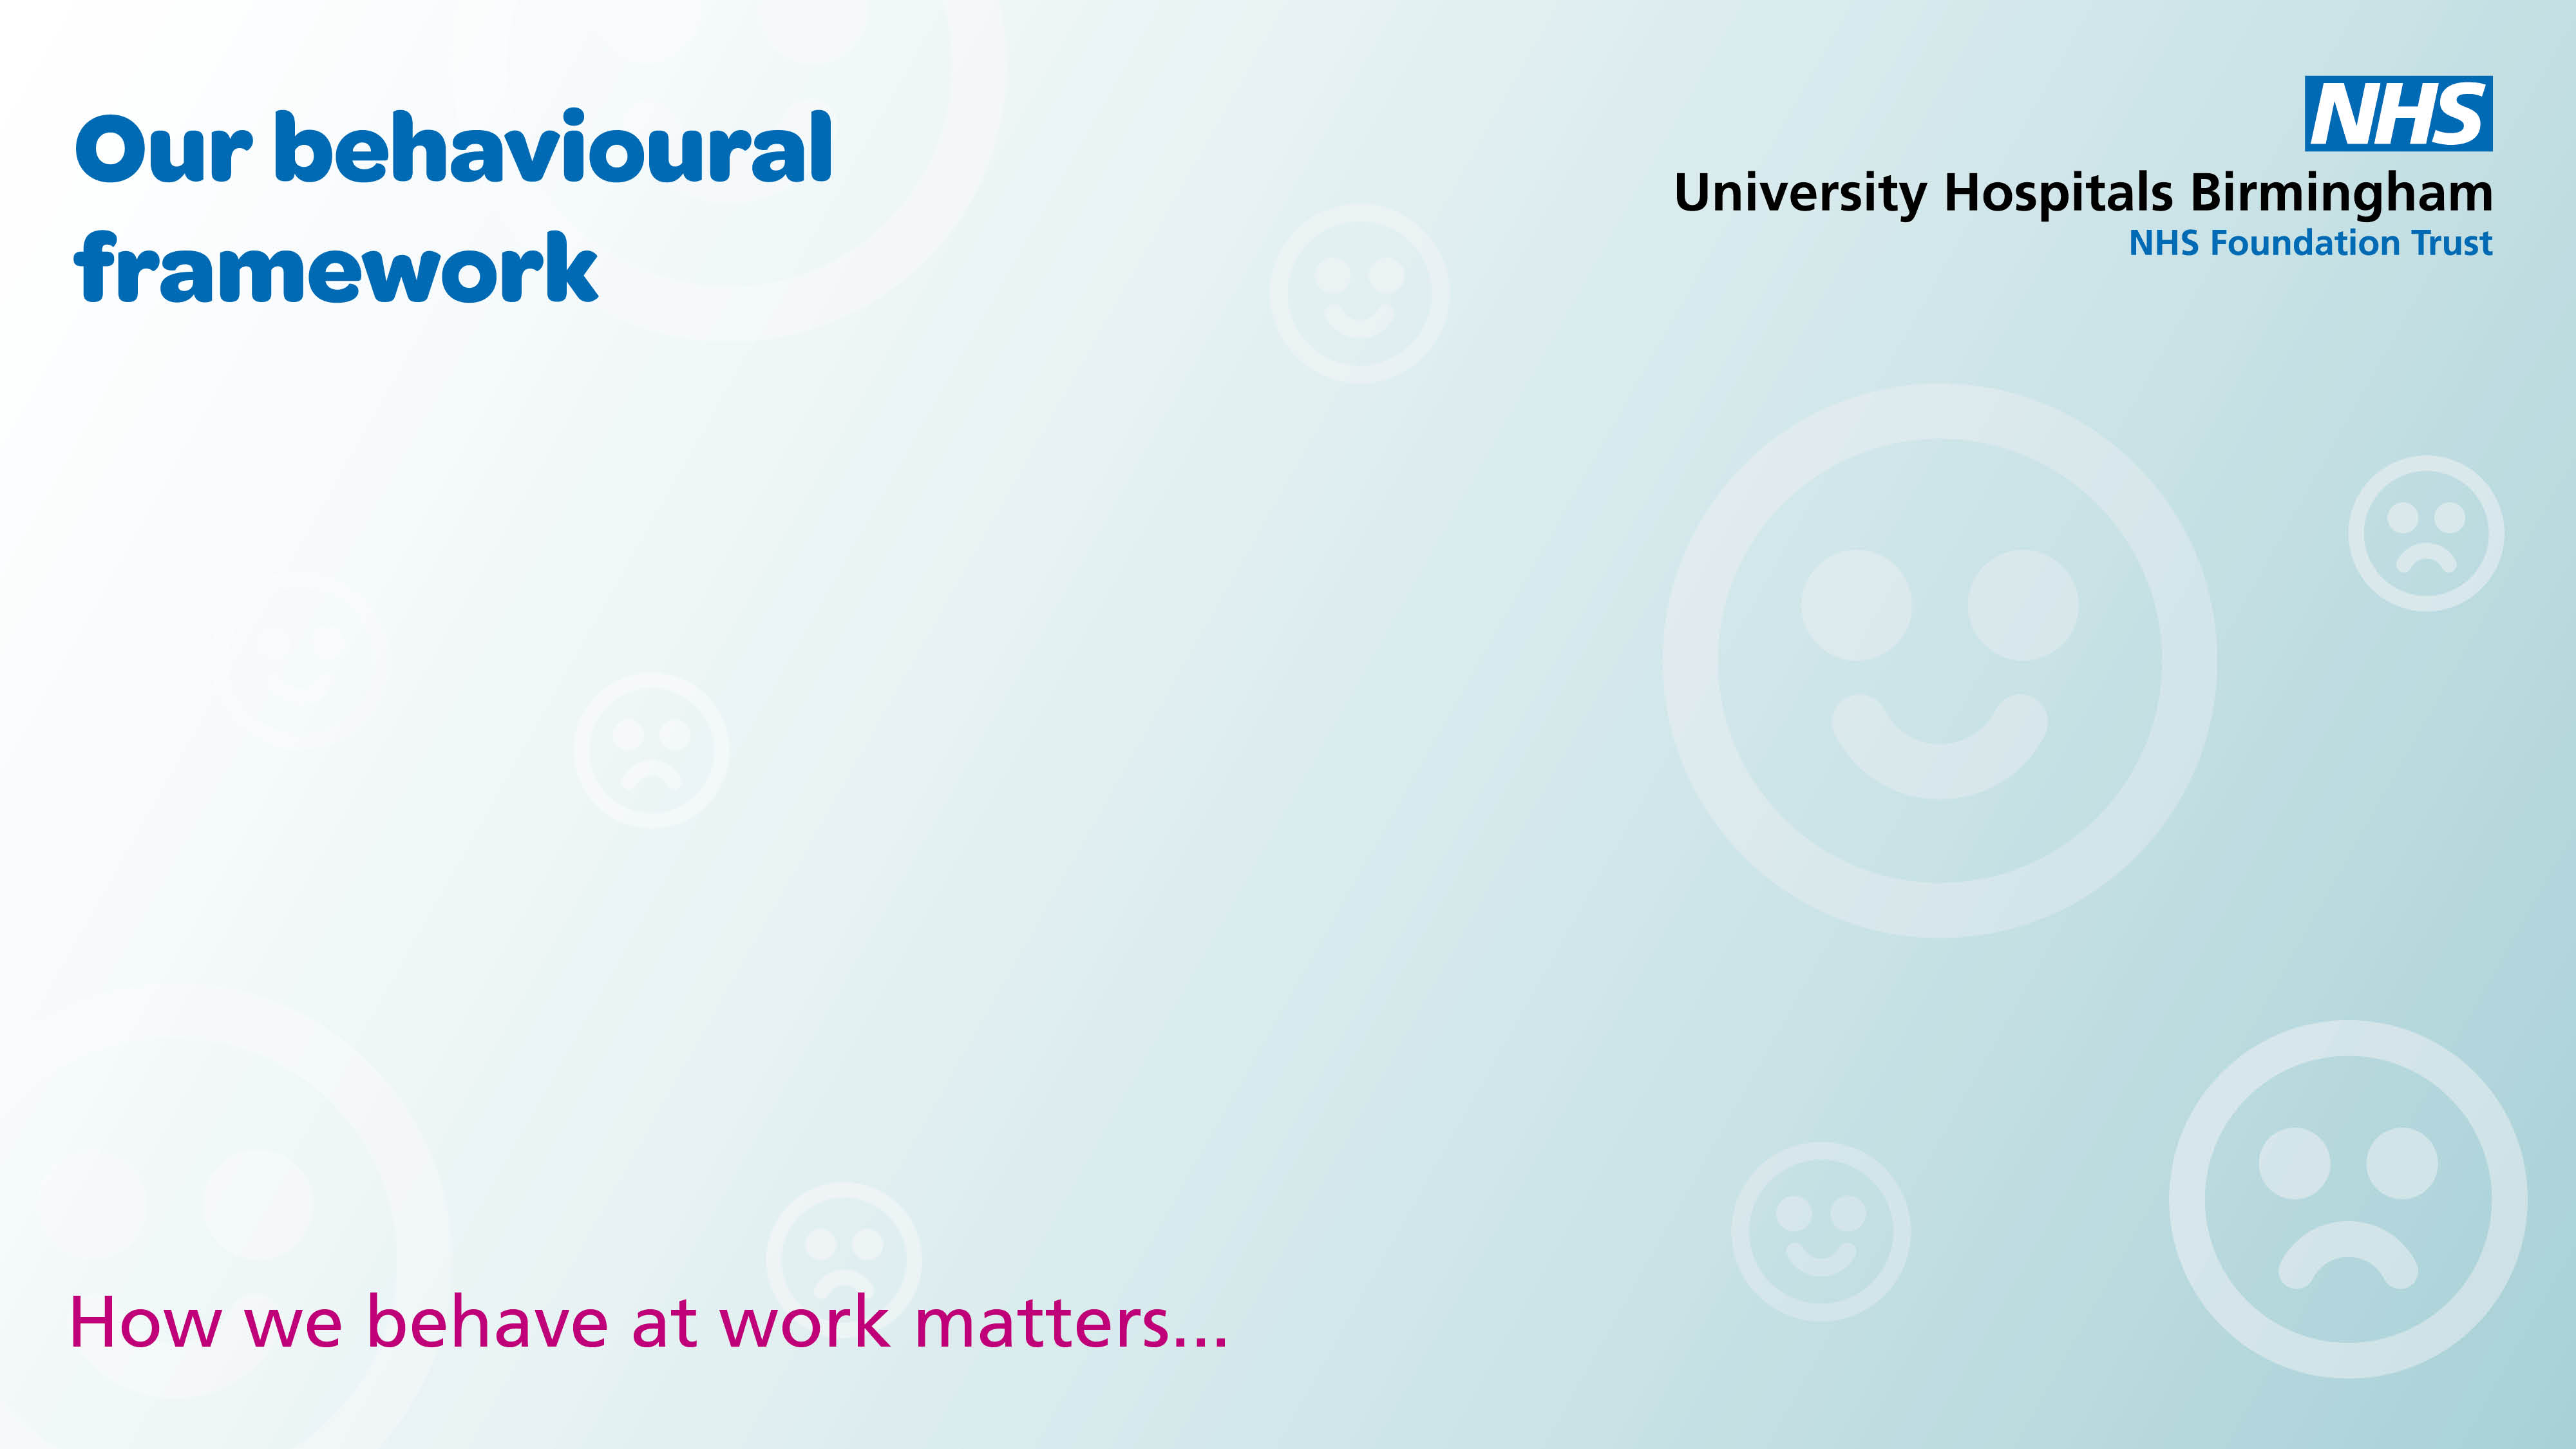 Our behavioural
framework
NHS
University Hospitals Birmingham
NHS Foundation Trust
How we behave at work matters...